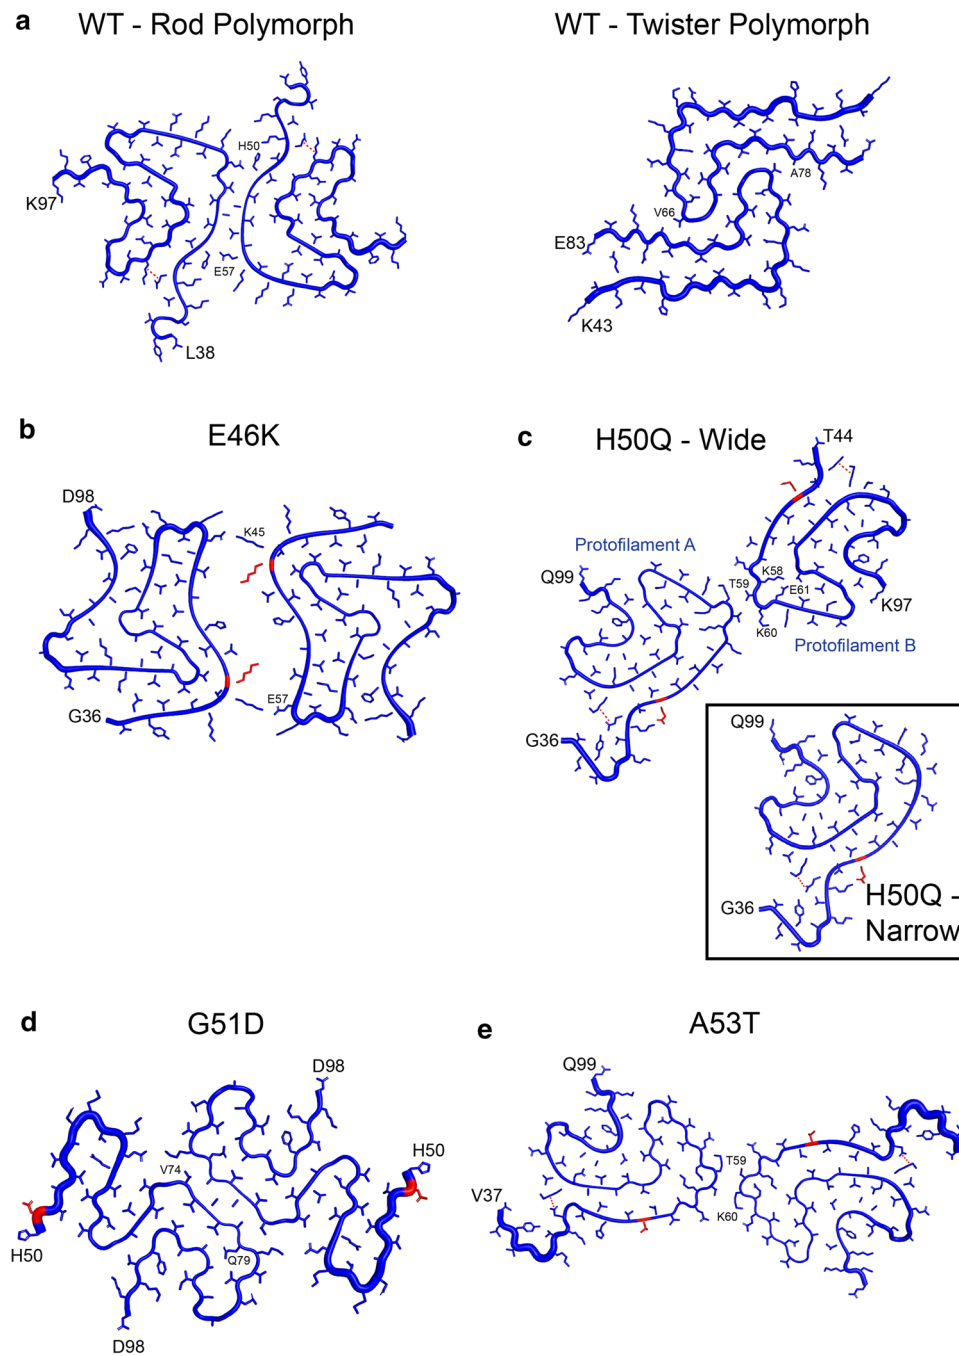 a
WT - Rod Polymorph
WT - Twister Polymorph
H50
K97
E57
L38
A78
V66
E83
K43
b
E46K
D98
K45
G36
E57
c
H50Q - Wide
T44
Protofilament A
Q99
T59
K58
E61
K60
K97
Protofilament B
G36
Q99
G36
H50Q -
Narrow
d
G51D
D98
H50
V74
H50
Q79
D98
e
A53T
Q99
T59
V37
K60